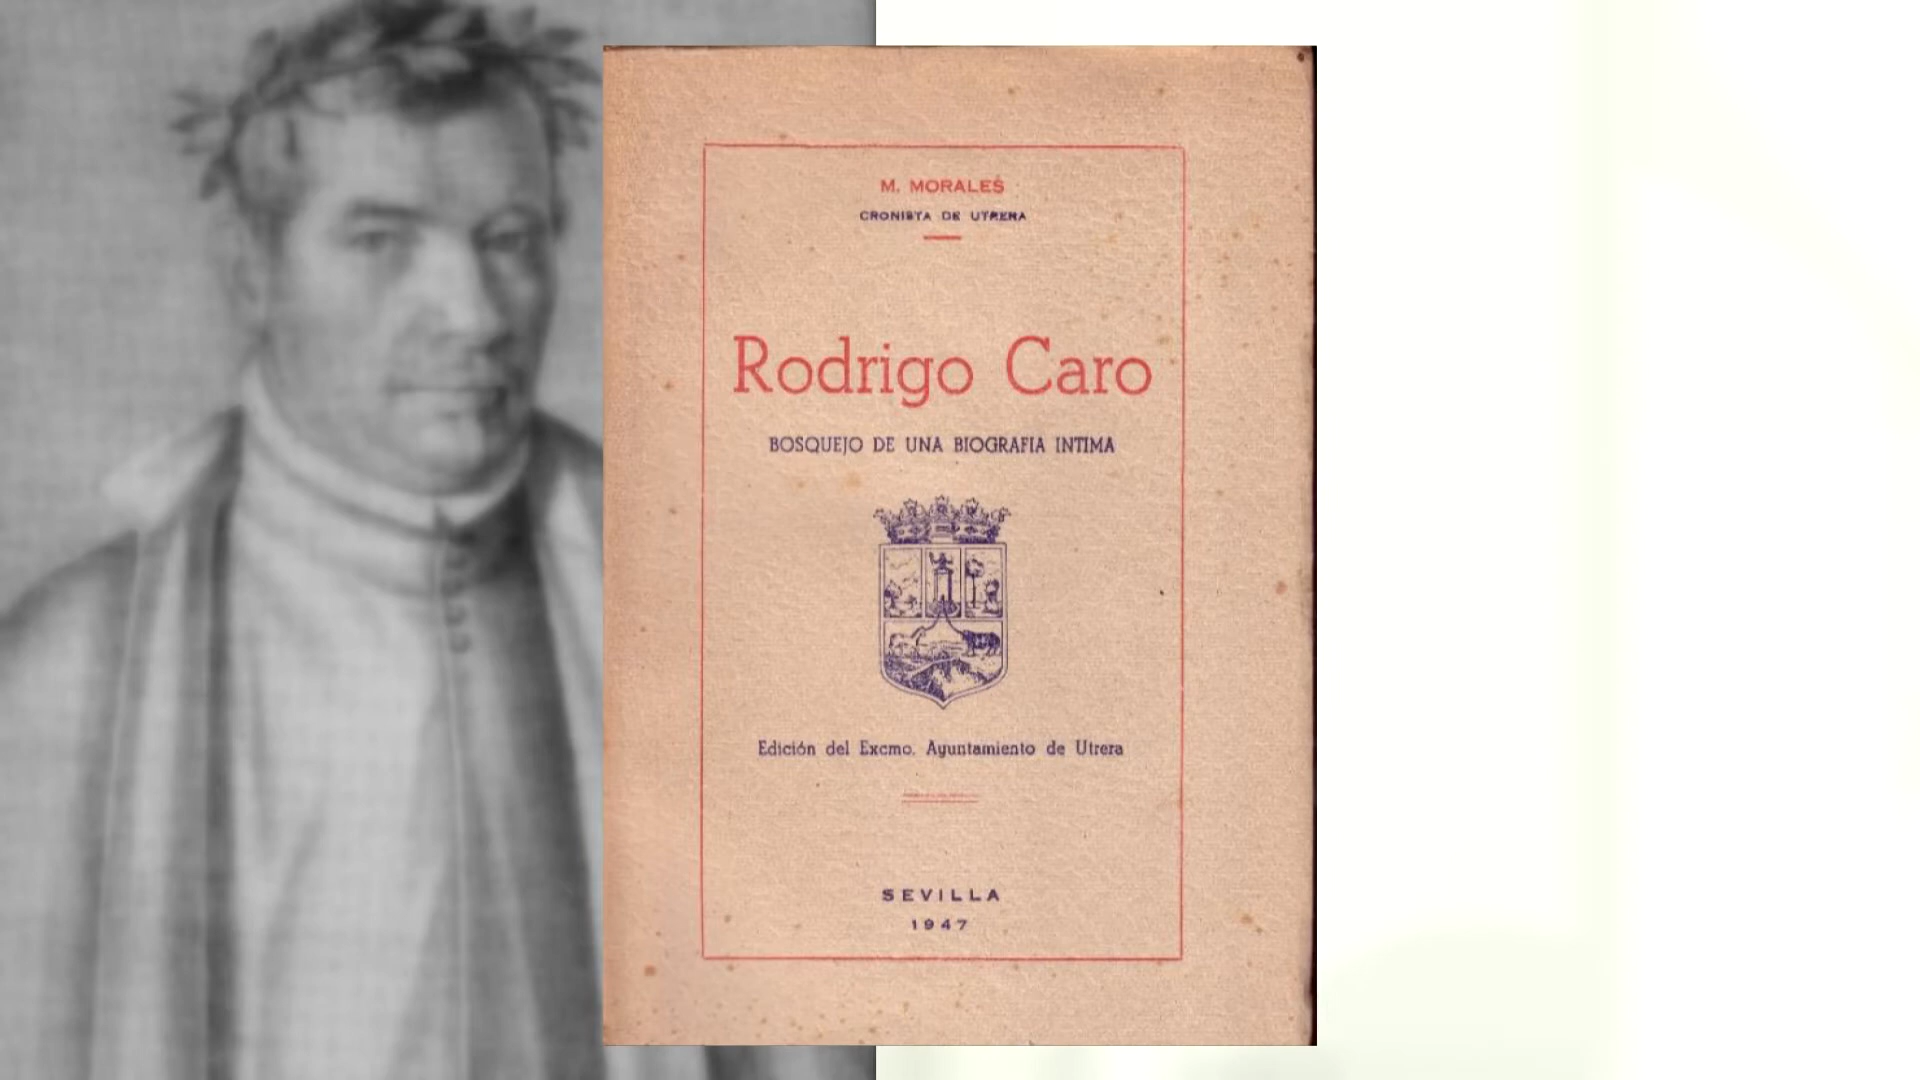 M. MORALES
CRONISTA DE UTRERA
Rodrigo Caro
BOSQUEJO DE UNA BIOGRAFIA INTIMA
Edición del Excmo. Ayuntamiento de Utrera
SEVILLA
1947